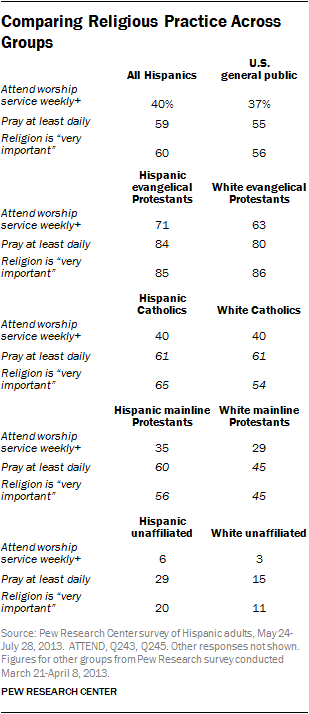 Comparing Religious Practice Across
Groups
All Hispanics U.S. general public
Attend worship
service weekly+ 40% 37%
Pray at least daily 59 55
Religion is “very
important” 60 56
Hispanic evangelical Protestants White evangelical Protestants
Attend worship
service weekly+ 71 63
Pray at least daily 84 80
Religion is “very
important” 85 86
Hispanic Catholics White Catholics
Attend worship
service weekly+ 40 40
Pray at least daily 61 61
Religion is “very
important” 65 54
Hispanic mainline Protestants White mainline Protestants
Attend worship
service weekly+ 35 29
Pray at least daily 60 45
Religion is “very
important” 56 45
Hispanic unaffiliated White unaffiliated
Attend worship
service weekly+ 6 3
Pray at least daily 29 15
Religion is “very
important” 20 11
Source: Pew Research Center survey of Hispanic adults, May 24-
July 28, 2013. ATTEND, Q243, Q245. Other responses not shown.
Figures for other groups from Pew Research survey conducted
March 21-April 8, 2013.
PEW RESEARCH CENTER